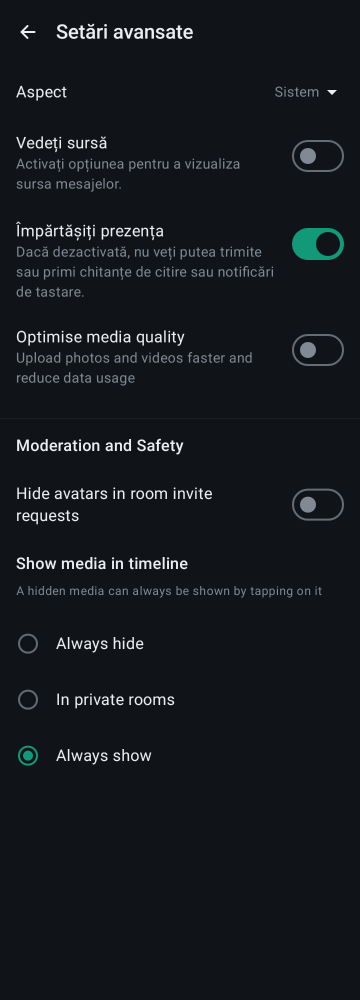 Setări avansate
Aspect
Sistem
Vedeți sursă
Activați opțiunea pentru a vizualiza
sursa mesajelor.
Împărtășiți prezența
Dacă dezactivată, nu veți putea trimite
sau primi chitanțe de citire sau notificări
de tastare.
Optimise media quality
Upload photos and videos faster and
reduce data usage
Moderation and Safety
Hide avatars in room invite
requests
Show media in timeline
A hidden media can always be shown by tapping on it
Always hide
In private rooms
Always show